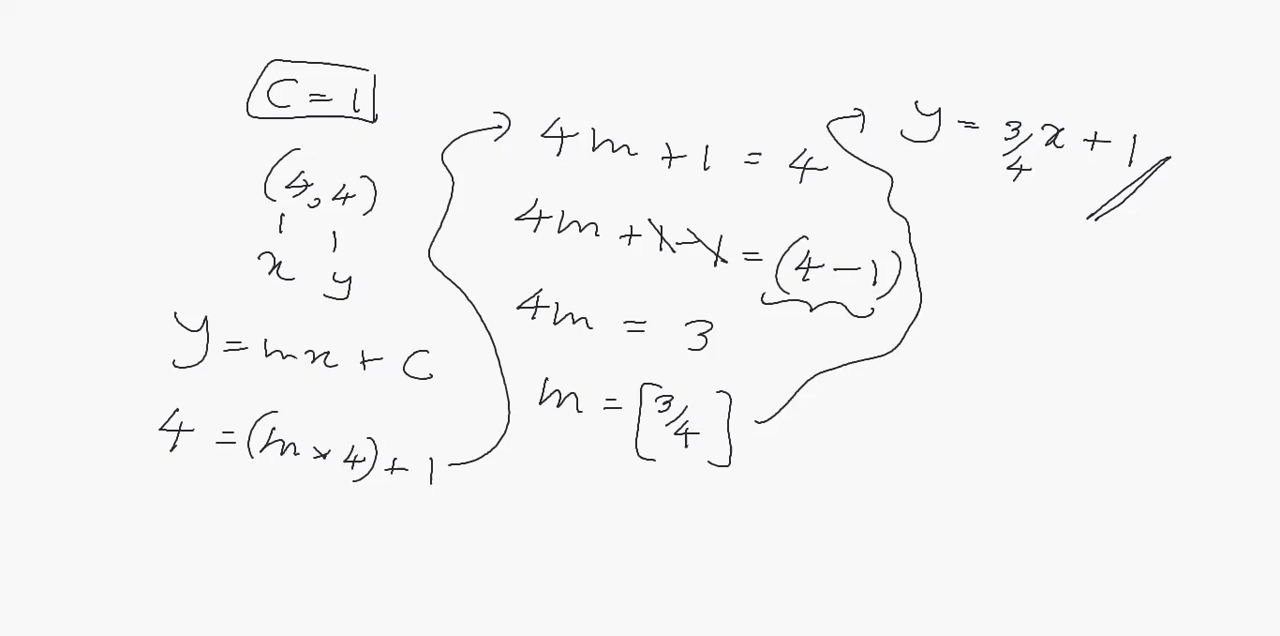 C = 1
(4, 4)
x y
y = mx + c
4 = (m × 4) + 1
4m + 1 = 4
4m + 1 - 1 = (4 - 1)
4m = 3
m = [3/4]
y = 3/4 x + 1